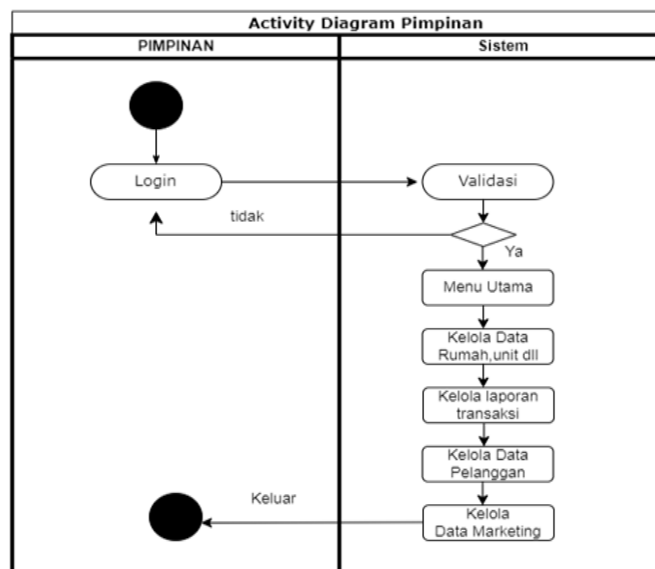 Activity Diagram Pimpinan
PIMPINAN
Sistem
Login
Validasi
tidak
Ya
Menu Utama
Kelola Data
Rumah,unit dll
Kelola laporan
transaksi
Kelola Data
Pelanggan
Keluar
Kelola
Data Marketing